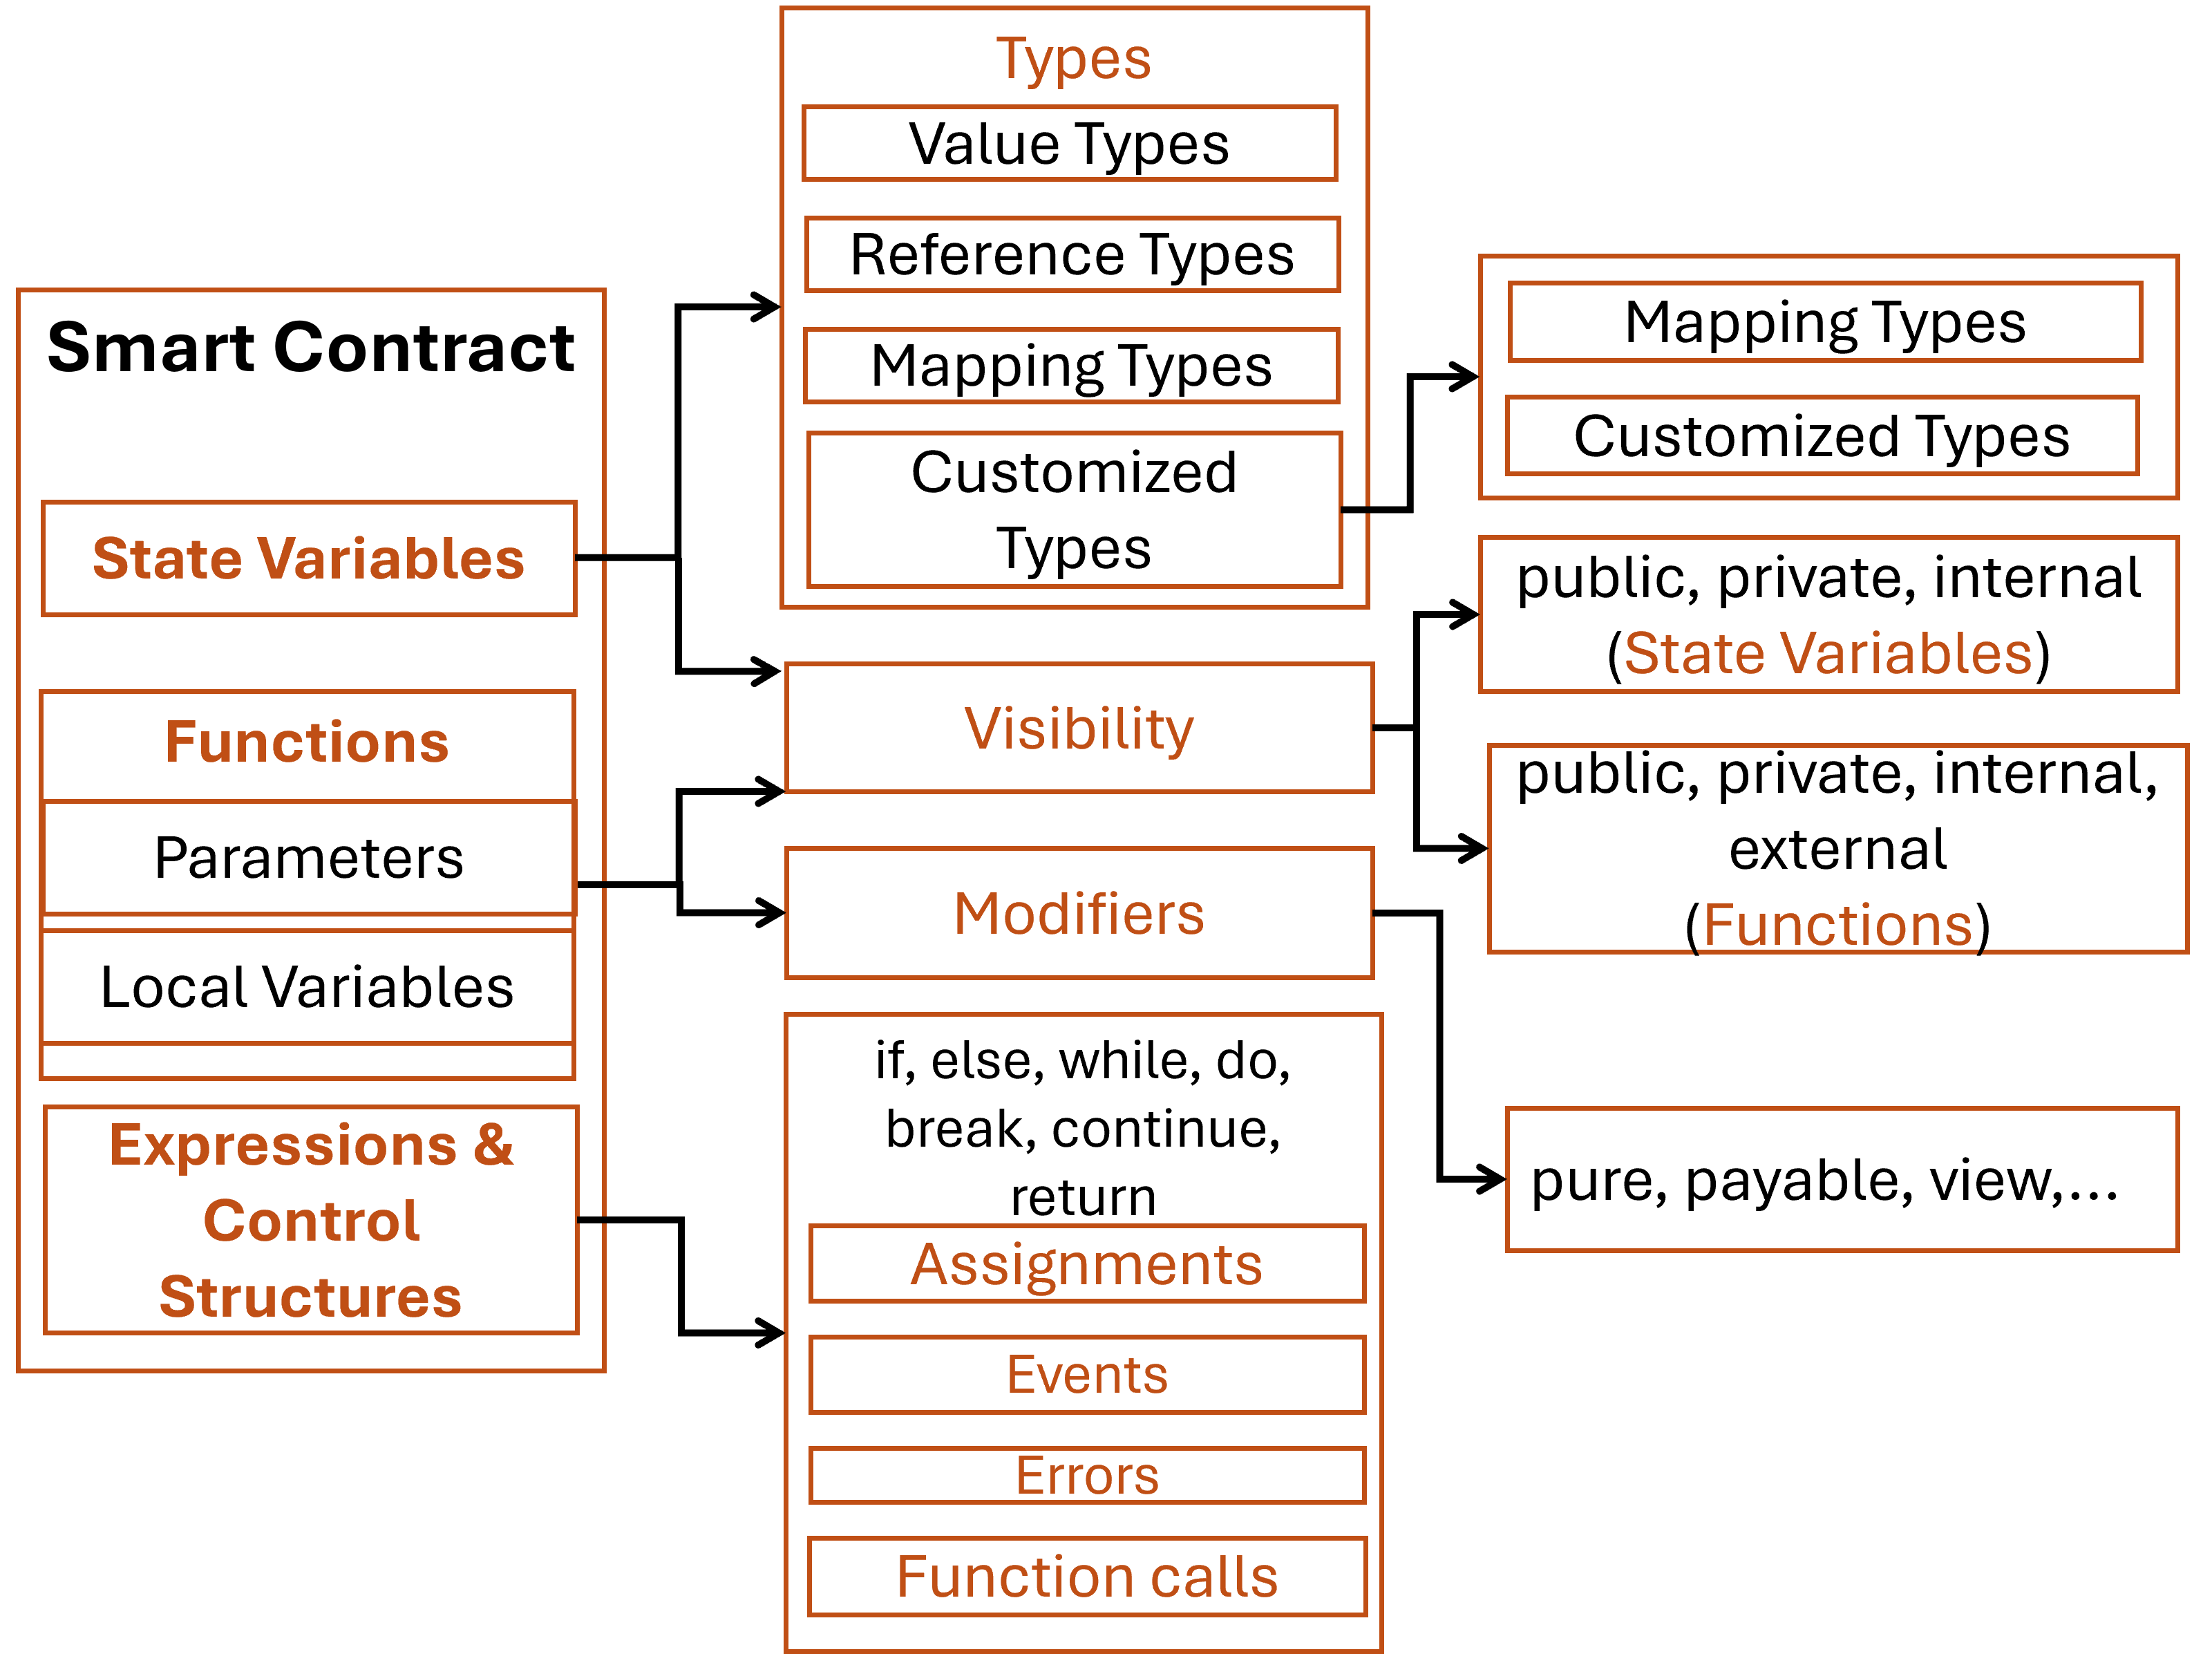 Smart Contract
State Variables
Functions
Parameters
Local Variables
Expressions &
Control
Structures
Types
Value Types
Reference Types
Mapping Types
Customized
Types
Visibility
Modifiers
if, else, while, do,
break, continue,
return
Assignments
Events
Errors
Function calls
Mapping Types
Customized Types
public, private, internal
(State Variables)
public, private, internal,
external
(Functions)
pure, payable, view,...